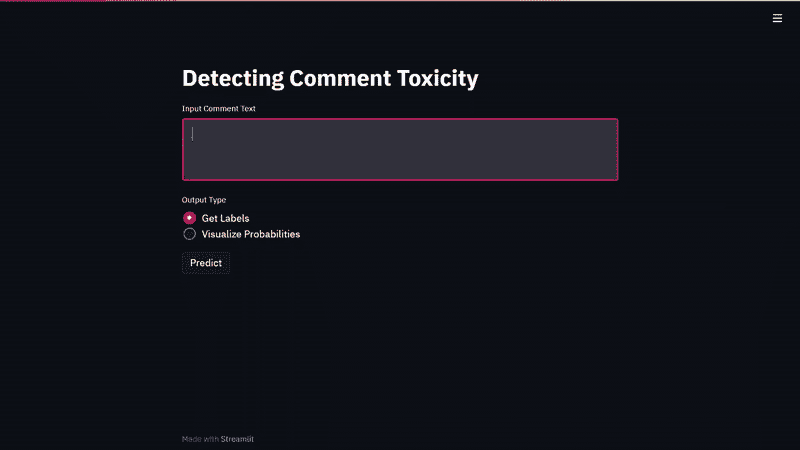 Detecting Comment Toxicity
Input Comment Text
Output Type
Get Labels
Visualize Probabilities
Predict
Made with Streamlit